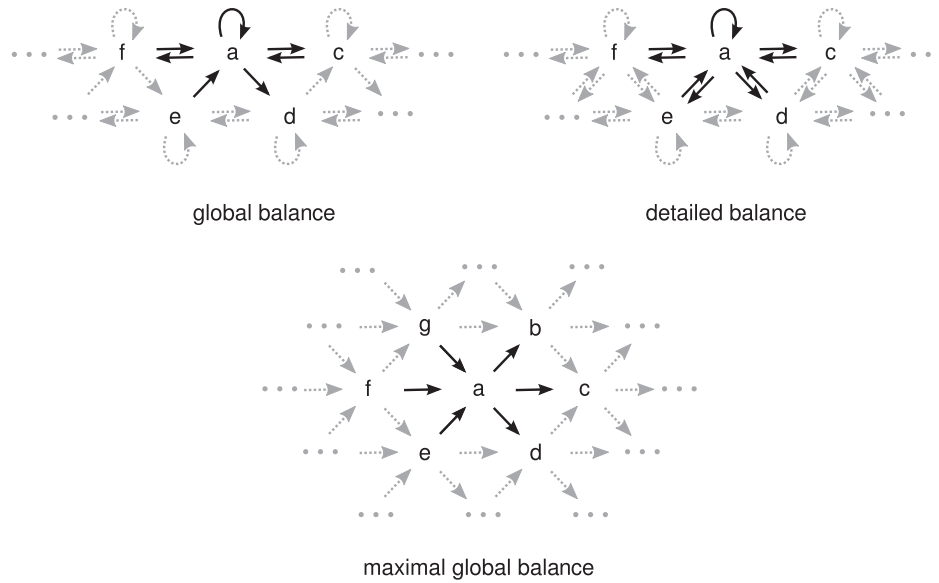 ... f a c ...
... e d ...
global balance
... f a c ...
... e d ...
detailed balance
... ... ...
... g b ...
... f a c ...
... e d ...
... ... ...
maximal global balance